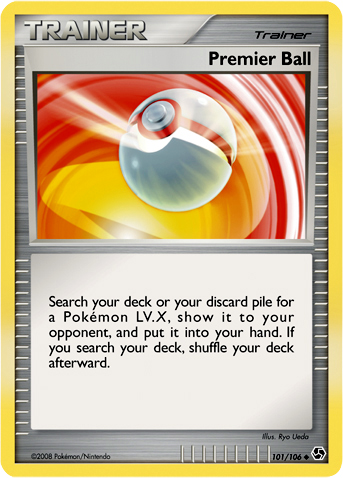 TRAINER
Trainer
Premier Ball
Search your deck or your discard pile for
a Pokémon LV.X, show it to your
opponent, and put it into your hand. If
you search your deck, shuffle your deck
afterward.
Illus. Ryo Ueda
©2008 Pokémon/Nintendo
101/106 ◆